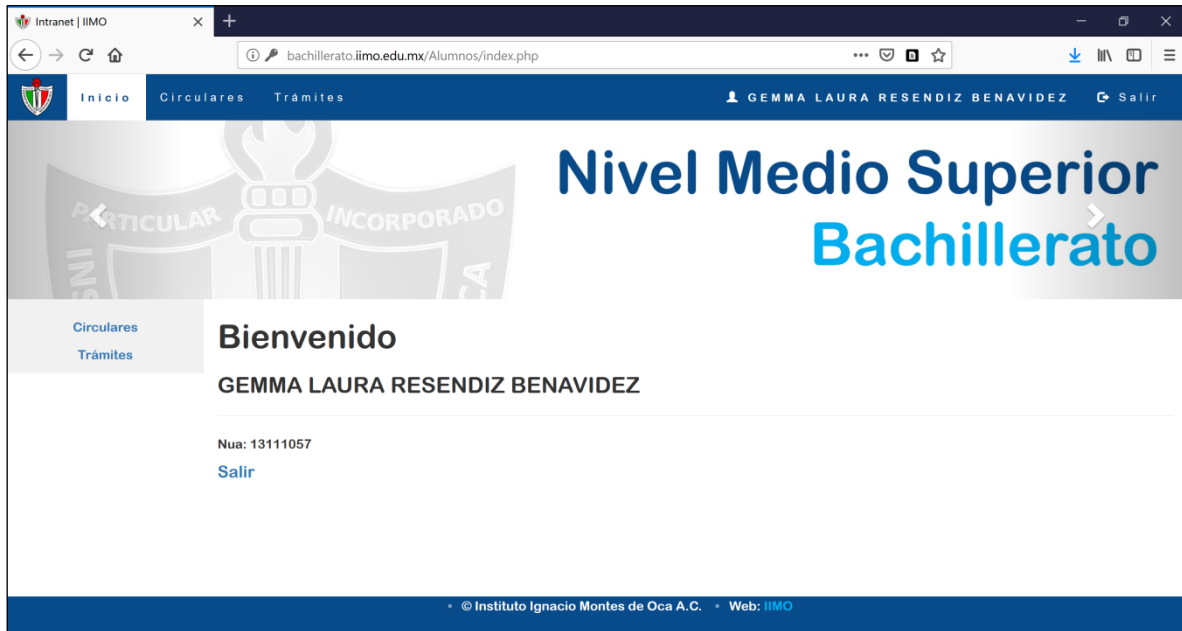 Intranet | IIMO
bachillerato.iimo.edu.mx/Alumnos/index.php
Inicio Circulares Trámites GEMMA LAURA RESENDIZ BENAVIDEZ Salir
PARTICULAR INCORPORADO
Nivel Medio Superior
Bachillerato
Circulares
Trámites
Bienvenido
GEMMA LAURA RESENDIZ BENAVIDEZ
Nua: 13111057
Salir
• © Instituto Ignacio Montes de Oca A.C. • Web: IIMO